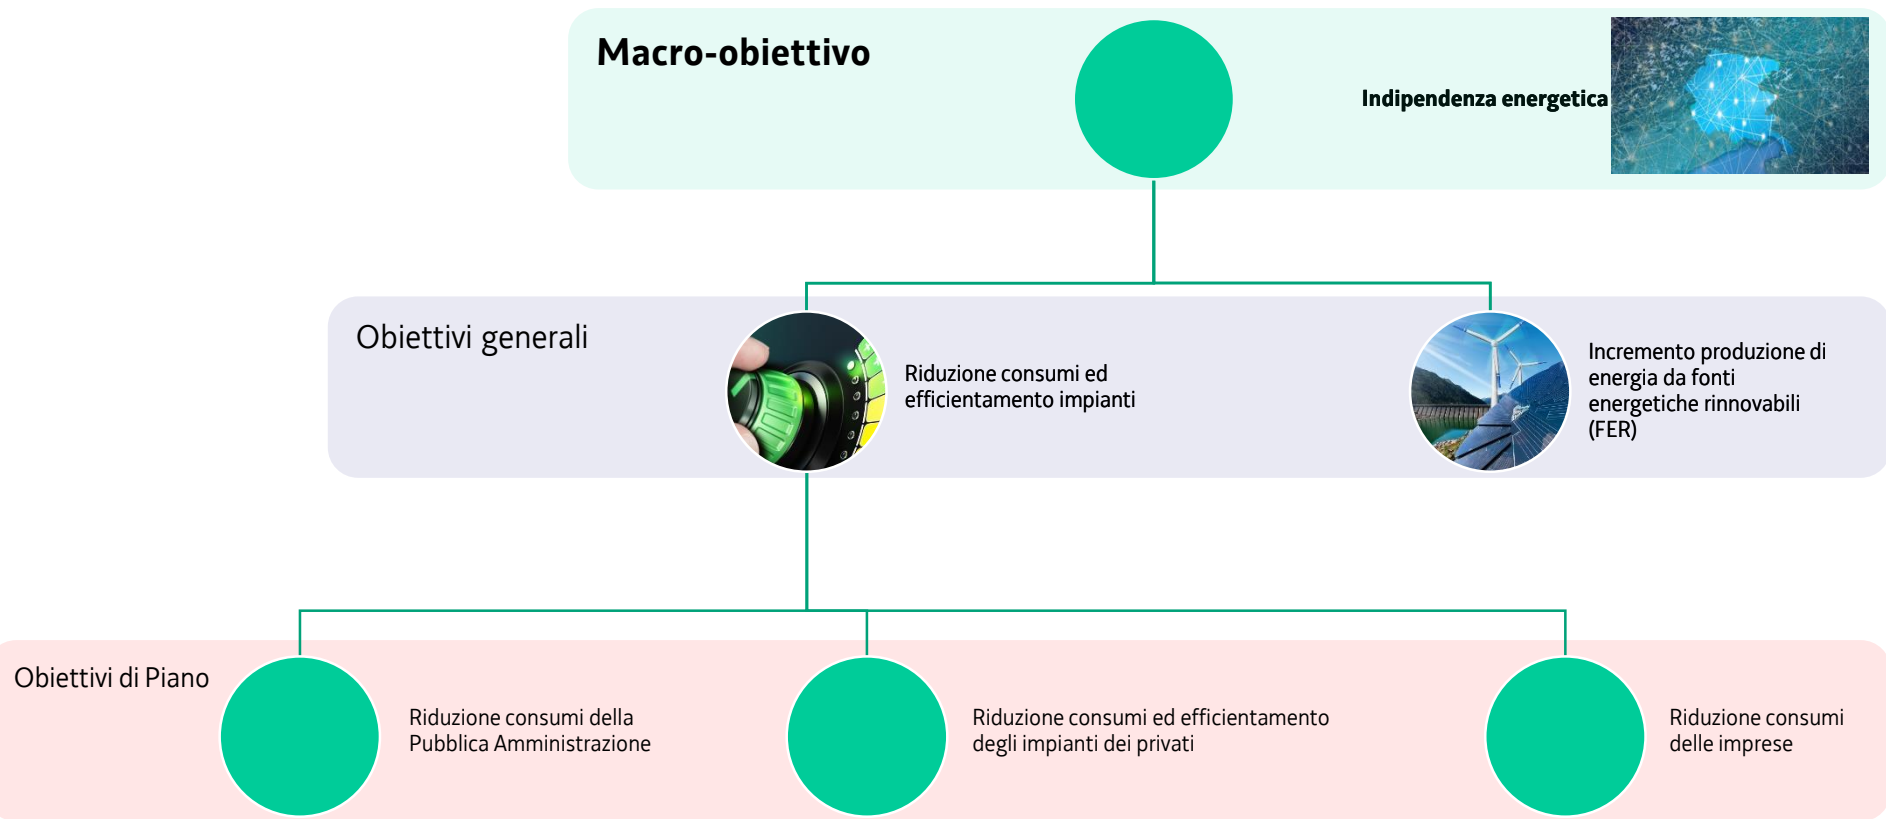 Macro-obiettivo
Indipendenza energetica
Obiettivi generali
Riduzione consumi ed
efficientamento impianti
Incremento produzione di
energia da fonti
energetiche rinnovabili
(FER)
Obiettivi di Piano
Riduzione consumi della
Pubblica Amministrazione
Riduzione consumi ed efficientamento
degli impianti dei privati
Riduzione consumi
delle imprese